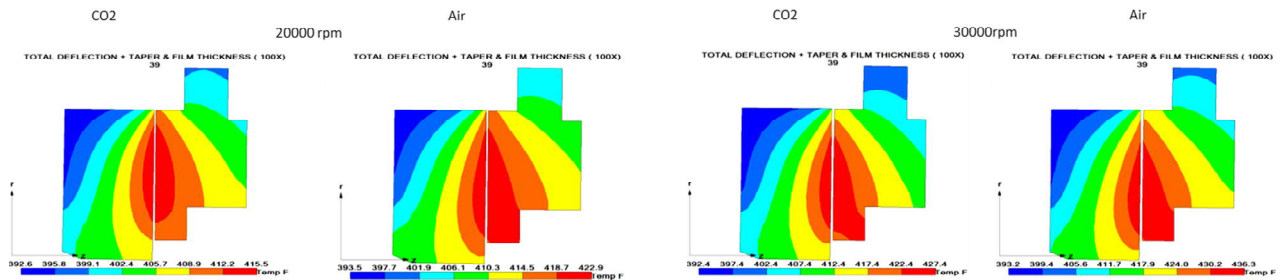 CO2
Air
CO2
Air
20000 rpm
30000rpm
TOTAL DEFLECTION + TAPER & FILM THICKNESS ( 100X)
TOTAL DEFLECTION + TAPER & FILM THICKNESS ( 100X)
TOTAL DEFLECTION + TAPER & FILM THICKNESS ( 100X)
TOTAL DEFLECTION + TAPER & FILM THICKNESS ( 100X)
39
39
39
39
r
r
r
r
z
z
z
z
392.6 395.8 399.1 402.4 405.7 408.9 412.2 415.5
Temp F
393.5 397.7 401.9 406.1 410.3 414.5 418.7 422.9
Temp F
392.4 397.4 402.4 407.4 412.4 417.4 422.4 427.4
Temp F
393.2 399.4 405.6 411.7 417.9 424.0 430.2 436.3
Temp F